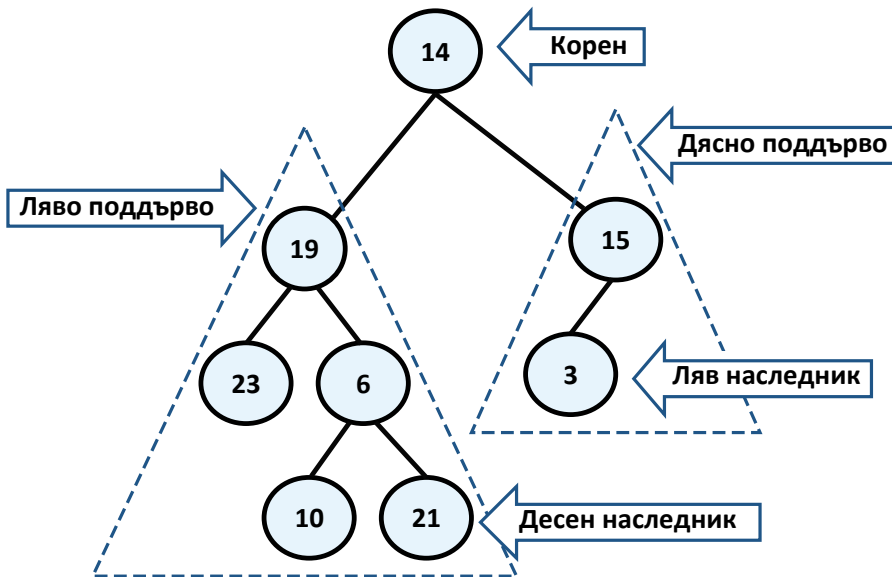 14
Корен
Дясно поддърво
Ляво поддърво
19
15
23
6
3
Ляв наследник
10
21
Десен наследник